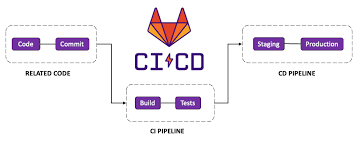 Code Commit
RELATED CODE
CI CD
Build Tests
CI PIPELINE
Staging Production
CD PIPELINE